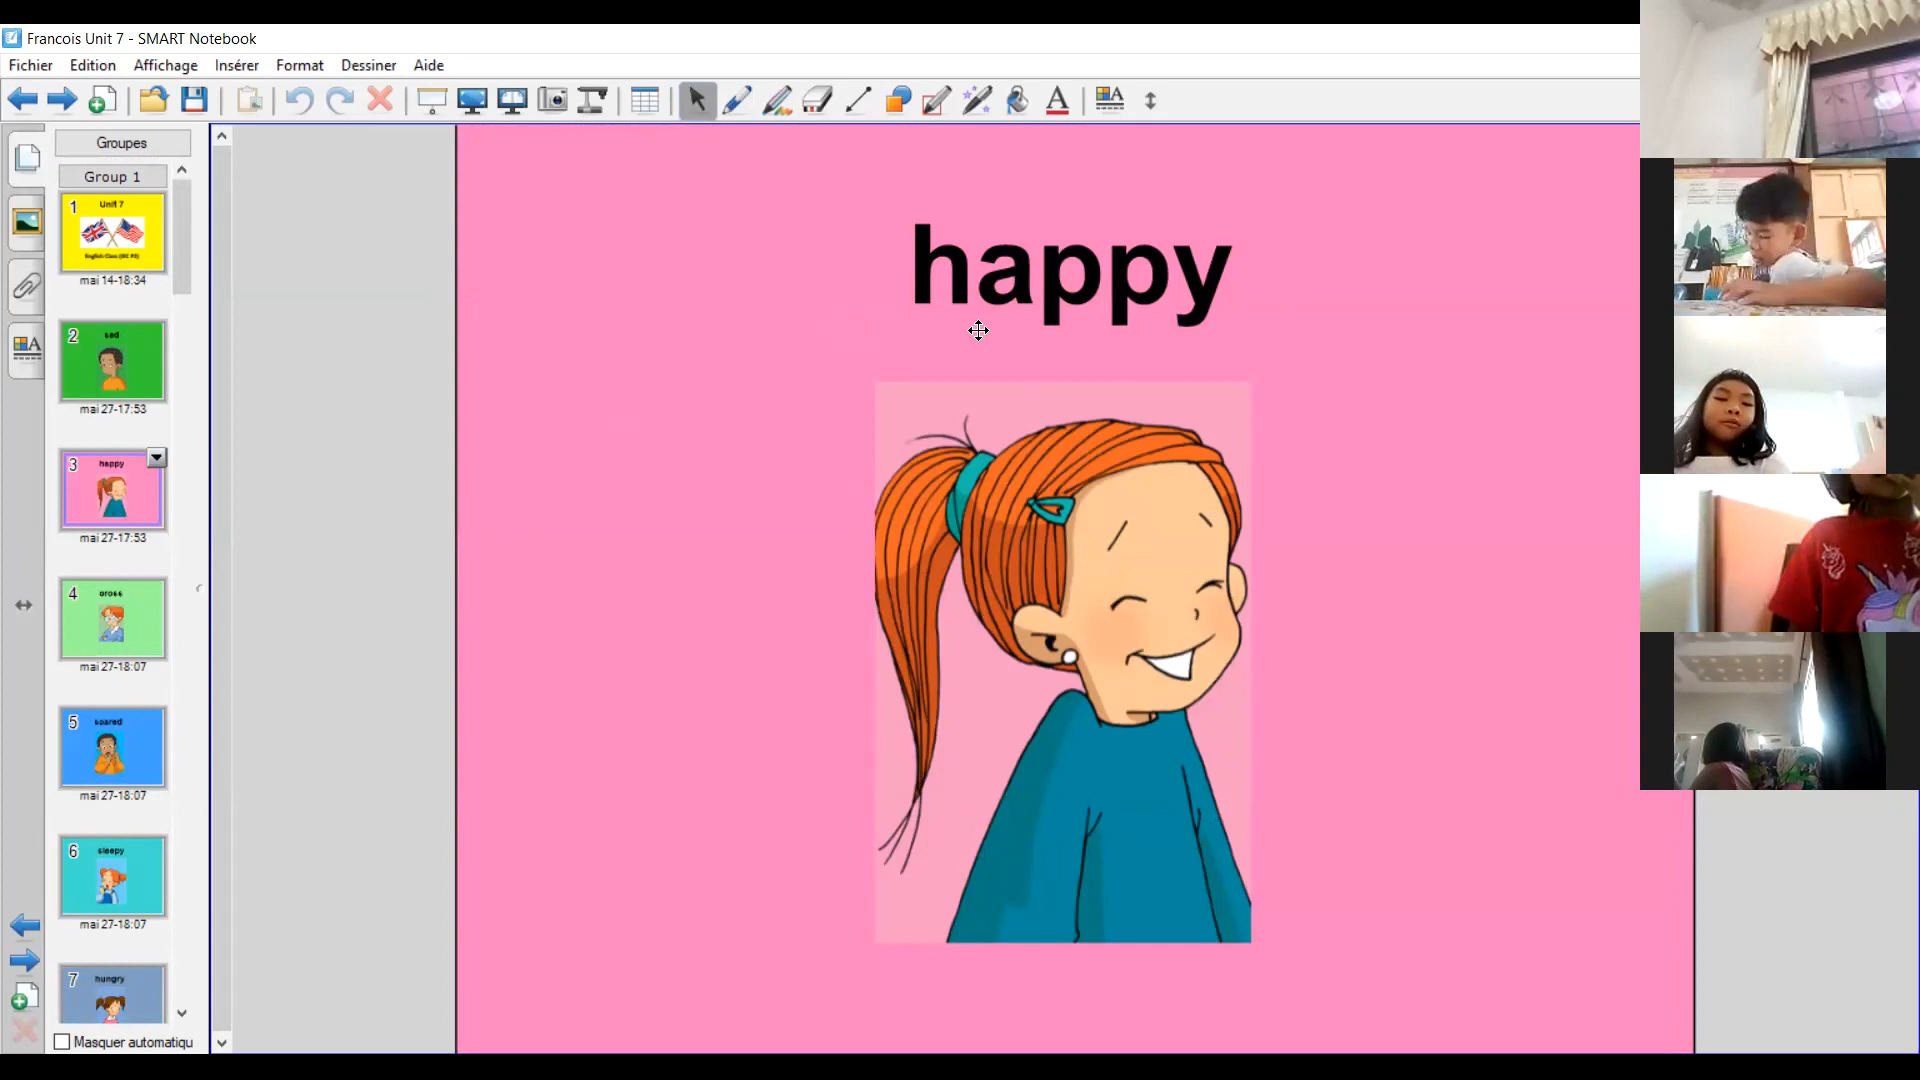 Francois Unit 7 - SMART Notebook
Fichier Edition Affichage Insérer Format Dessiner Aide
Groupes
Group 1
1 Unit 7
English Class
mai 14-18:34
2 sad
mai 27-17:53
3 happy
mai 27-17:53
4 cross
mai 27-18:07
5 scared
mai 27-18:07
6 sleepy
mai 27-18:07
7 hungry
Masquer automatiqu
happy